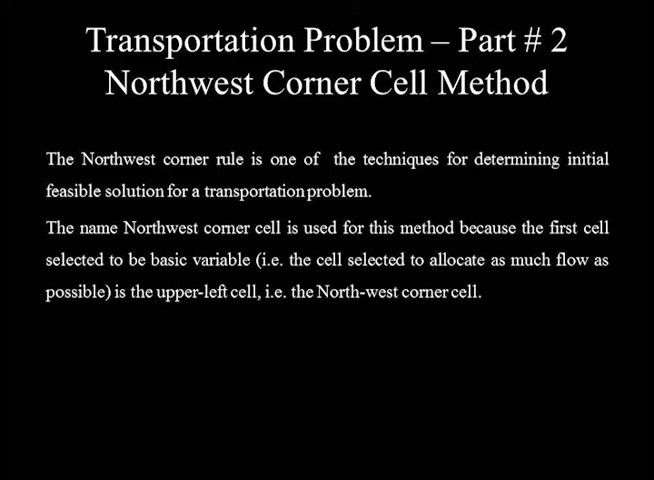 Transportation Problem – Part # 2
Northwest Corner Cell Method
The Northwest corner rule is one of the techniques for determining initial
feasible solution for a transportation problem.
The name Northwest corner cell is used for this method because the first cell
selected to be basic variable (i.e. the cell selected to allocate as much flow as
possible) is the upper-left cell, i.e. the North-west corner cell.